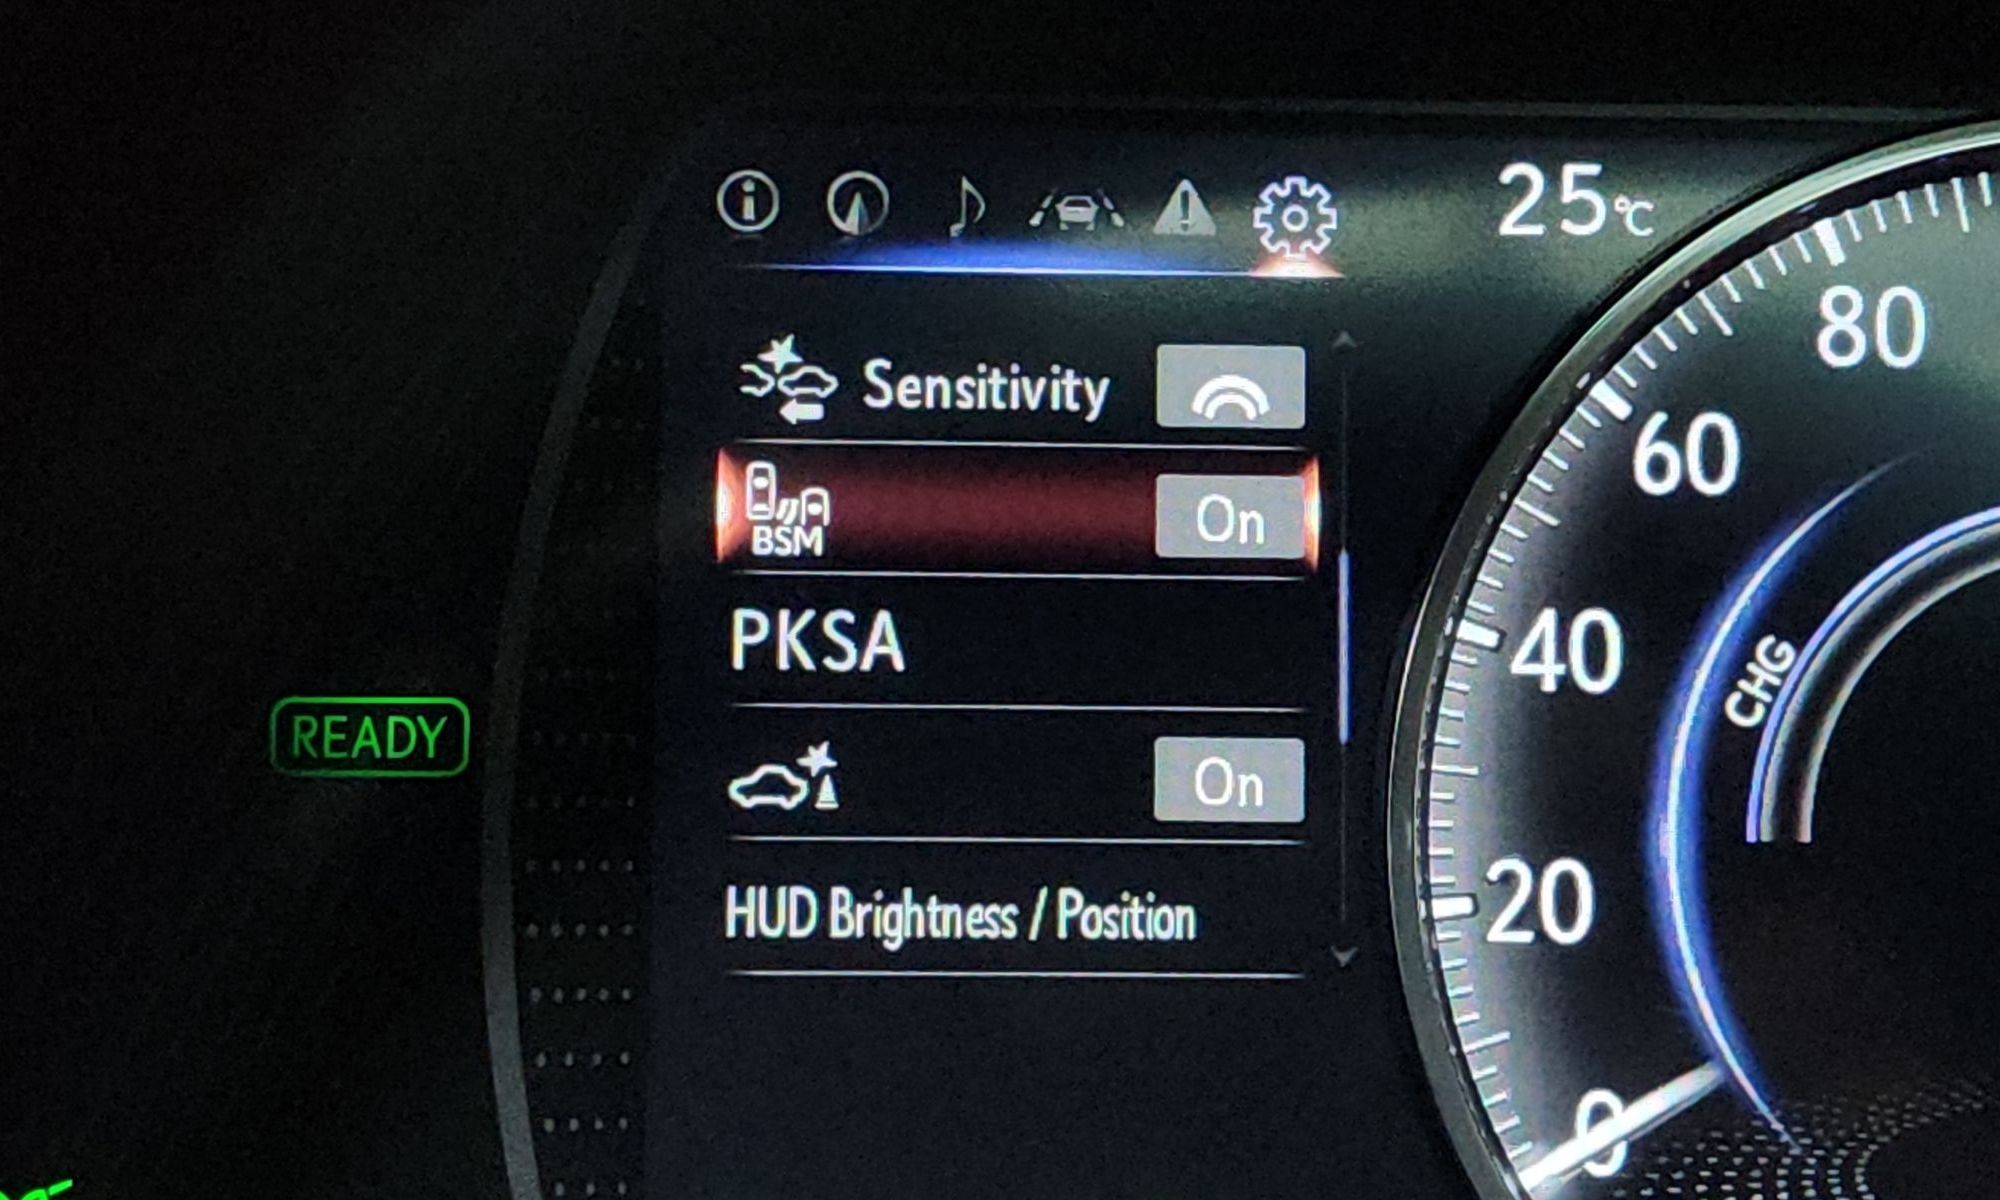 25°C
Sensitivity
BSM On
PKSA
On
HUD Brightness / Position
READY
80
60
40
20
0
CHG